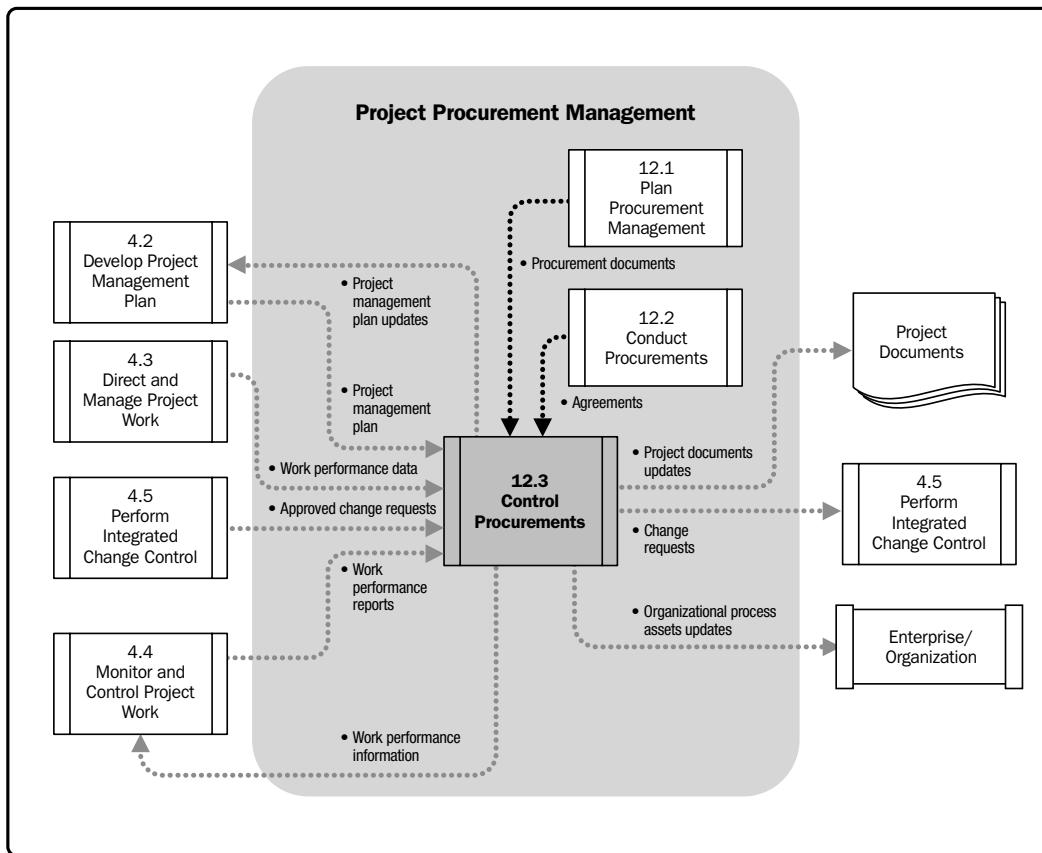 Project Procurement Management
12.1
Plan
Procurement
Management
4.2
Develop Project
Management
Plan
• Procurement documents
• Project
management
plan updates
12.2
Conduct
Procurements
Project
Documents
4.3
Direct and
Manage Project
Work
• Project
management
plan
• Agreements
• Work performance data
12.3
Control
Procurements
• Project documents
updates
4.5
Perform
Integrated
Change Control
• Approved change requests
4.5
Perform
Integrated
Change Control
• Change
requests
• Work
performance
reports
• Organizational process
assets updates
Enterprise/
Organization
4.4
Monitor and
Control Project
Work
• Work performance
information